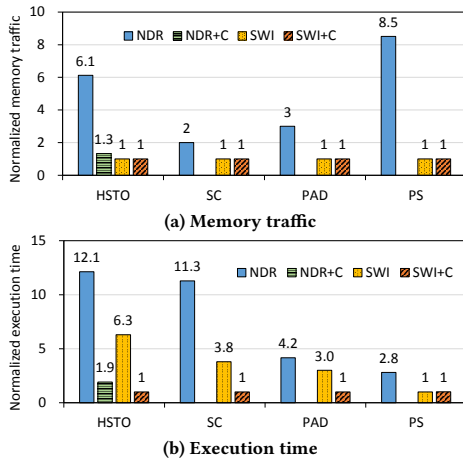 Normalized memory traffic
10
8
6
4
2
0
NDR NDR+C SWI SWI+C
6.1 1.3 1 1
2 1 1
3 1 1
8.5 1 1
HSTO SC PAD PS
(a) Memory traffic
Normalized execution time
15
10
5
0
NDR NDR+C SWI SWI+C
12.1 1.9 6.3 1
11.3 3.8 1
4.2 3.0 1
2.8 1 1
HSTO SC PAD PS
(b) Execution time